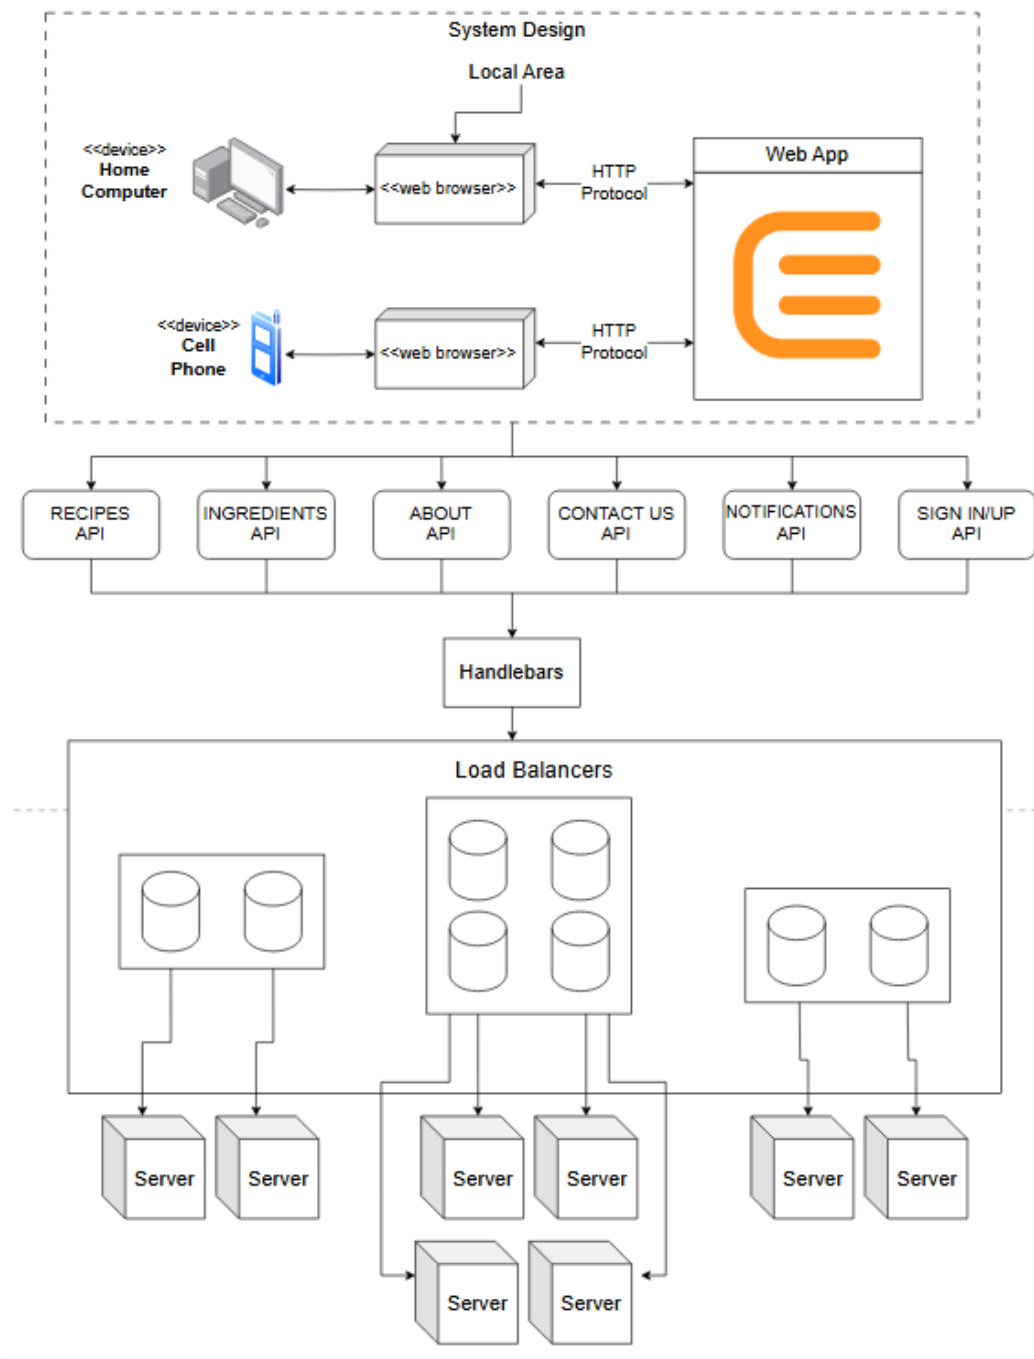 System Design
Local Area
<<device>>
Home
Computer
<<web browser>>
HTTP
Protocol
Web App
<<device>>
Cell
Phone
<<web browser>>
HTTP
Protocol
RECIPES
API
INGREDIENTS
API
ABOUT
API
CONTACT US
API
NOTIFICATIONS
API
SIGN IN/UP
API
Handlebars
Load Balancers
Server
Server
Server
Server
Server
Server
Server
Server